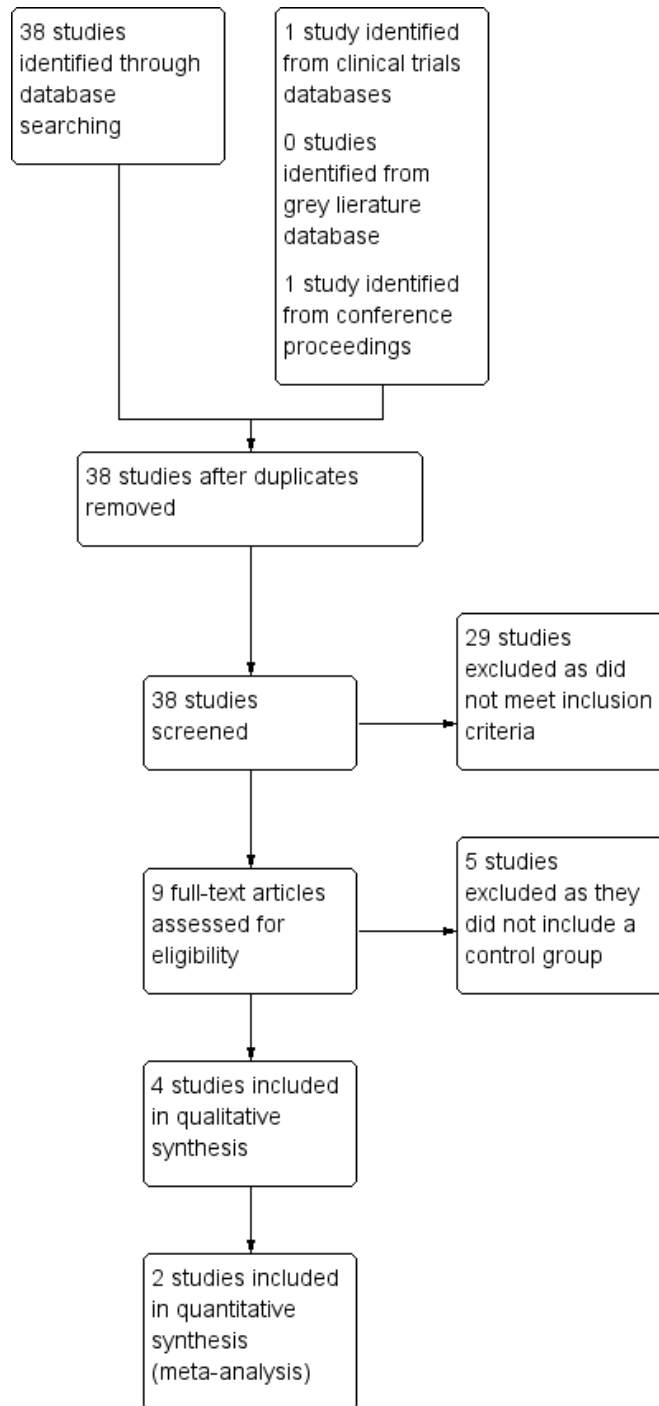 38 studies
identified through
database
searching
1 study identified
from clinical trials
databases
0 studies
identified from
grey lierature
database
1 study identified
from conference
proceedings
38 studies after duplicates
removed
38 studies
screened
29 studies
excluded as did
not meet inclusion
criteria
9 full-text articles
assessed for
eligibility
5 studies
excluded as they
did not include a
control group
4 studies included
in qualitative
synthesis
2 studies included
in quantitative
synthesis
(meta-analysis)